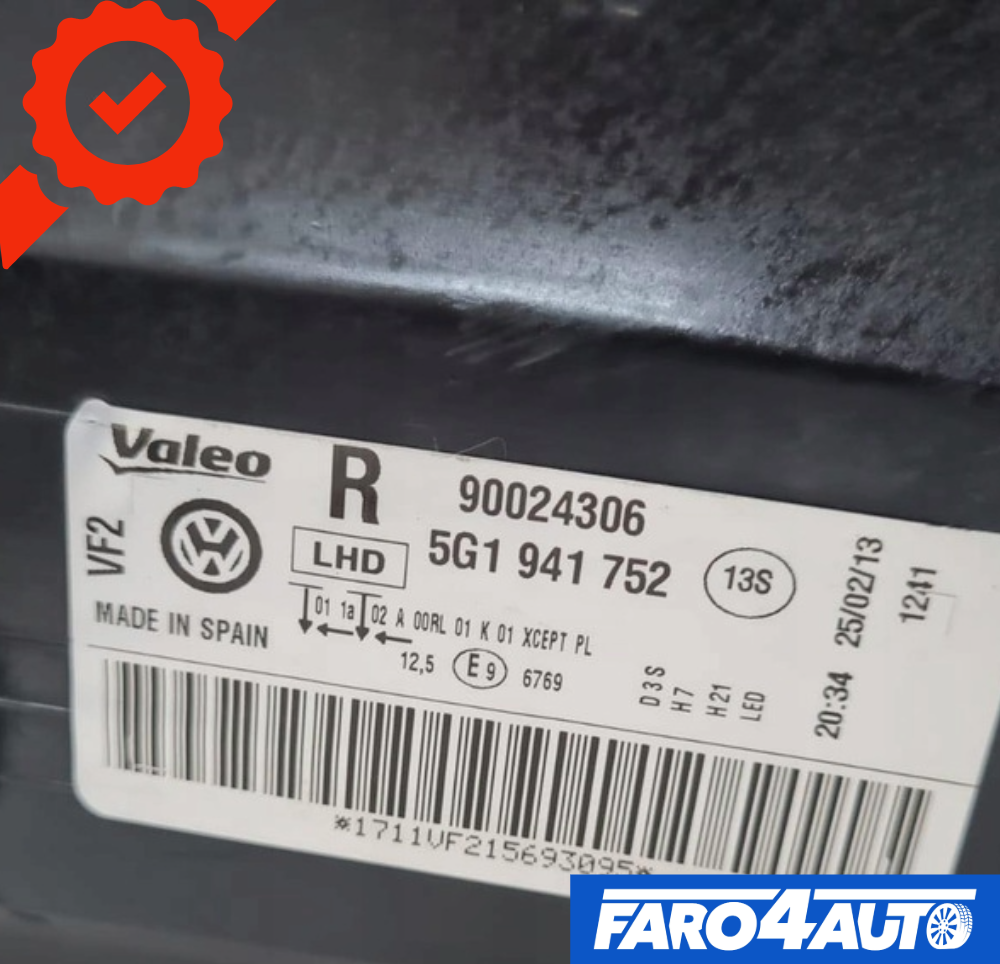 Valeo
R
90024306
VF2
LHD
5G1 941 752
13S
25/02/13
1241
MADE IN SPAIN
01 1a 02 A 00RL 01 K 01 XCEPT PL
12,5 E9 6769
D3S
H7
H21
LED
20:34
*1711VF215693095*
FARO4AUTO